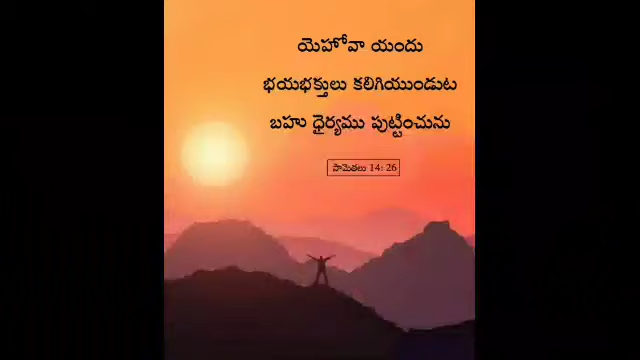 యెహోవా యందు
భయభక్తులు కలిగియుండుట
బహు ధైర్యము పుట్టించును
సామెతలు 14: 26